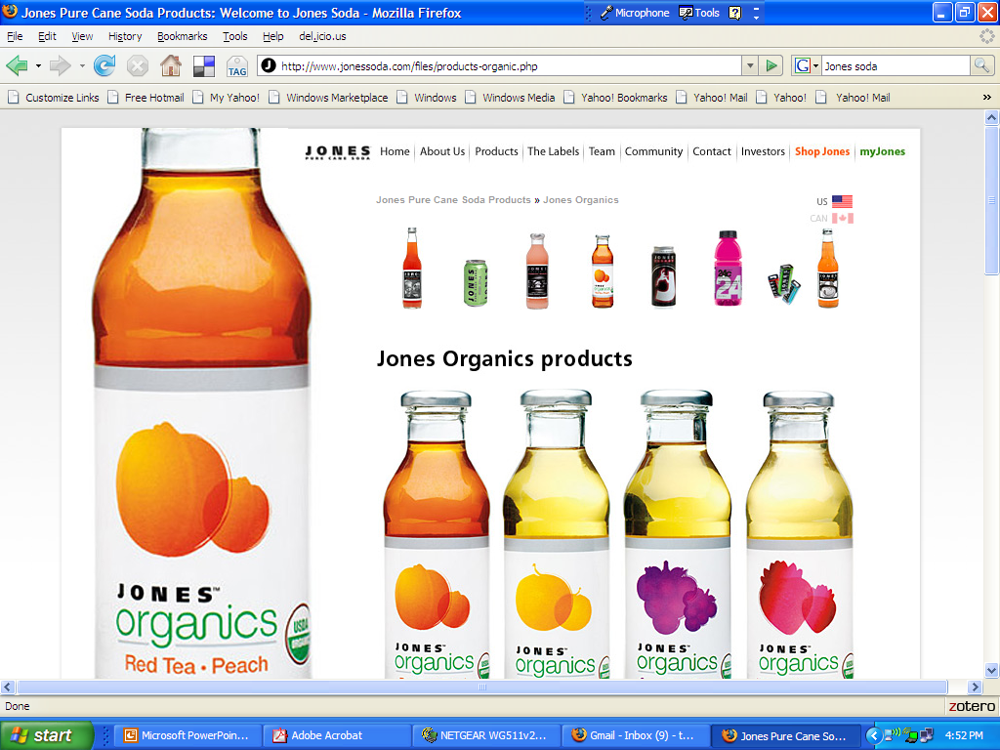 Jones Pure Cane Soda Products: Welcome to Jones Soda - Mozilla Firefox
Microphone Tools ?
File Edit View History Bookmarks Tools Help del.icio.us
TAG J http://www.jonessoda.com/files/products-organic.php G Jones soda
Customize Links Free Hotmail My Yahoo! Windows Marketplace Windows Windows Media Yahoo! Bookmarks Yahoo! Mail Yahoo! Yahoo! Mail »
JONES Home About Us Products The Labels Team Community Contact Investors Shop Jones myJones
PURE CANE SODA
Jones Pure Cane Soda Products » Jones Organics
US
CAN
JONES
24
Jones Organics products
JONES™
organics
USDA
ORGANIC
Red Tea • Peach
JONES™ JONES™ JONES™ JONES™
organics organics organics organics
Done
zotero
start Microsoft PowerPoin... Adobe Acrobat NETGEAR WG511v2... Gmail - Inbox (9) - t... Jones Pure Cane So... 4:52 PM